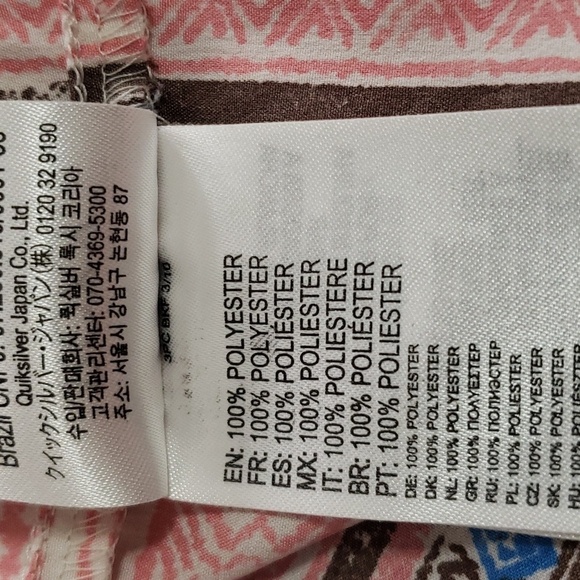 Quiksilver Japan Co., Ltd.
クイックシルバー・ジャパン(株) 0120 32 9190
수입판매회사: 퀵실버 록시 코리아
고객관리센터: 070-4369-5300
주소: 서울시 강남구 논현동 87
EN: 100% POLYESTER
FR: 100% POLYESTER
ES: 100% POLIÉSTER
MX: 100% POLIÉSTER
IT: 100% POLIESTERE
BR: 100% POLIÉSTER
PT: 100% POLIÉSTER
DE: 100% POLYESTER
DK: 100% POLYESTER
NL: 100% POLYESTER
GR: 100% ΠΟΛΥΕΣΤΕΡ
RU: 100% ПОЛИЭСТЕР
PL: 100% POLIESTER
CZ: 100% POLYESTER
SK: 100% POLYESTER
HU: 100% POLIÉSZTER